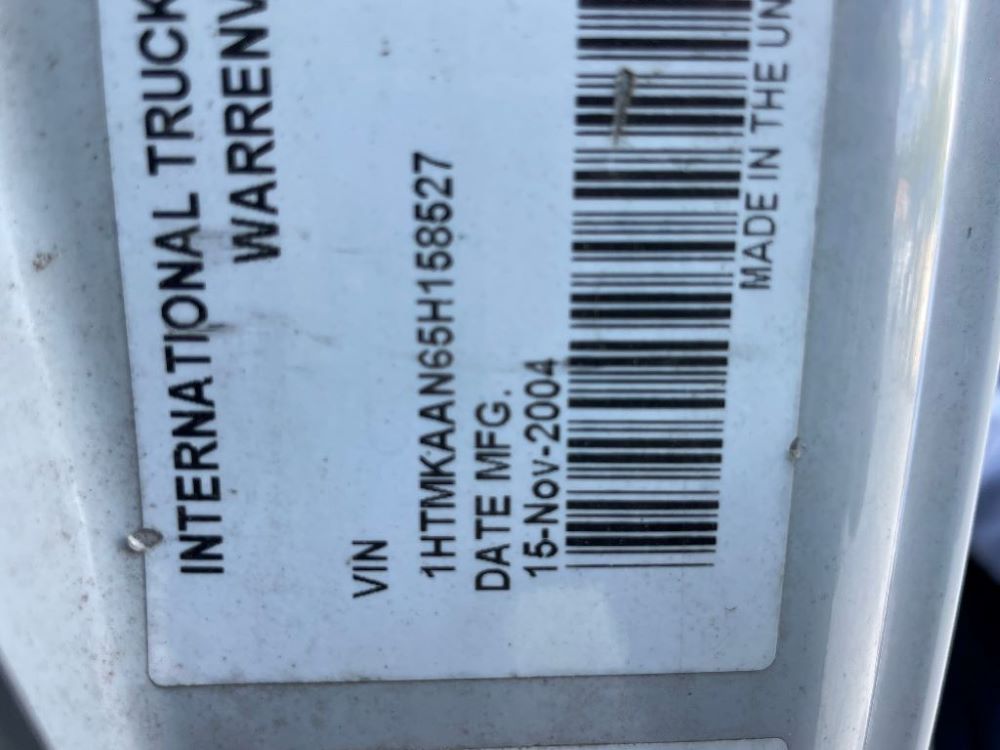 INTERNATIONAL TRUCK
WARRENV
VIN
1HTMKAAN65H158527
DATE MFG.
15-Nov-2004
MADE IN THE UN